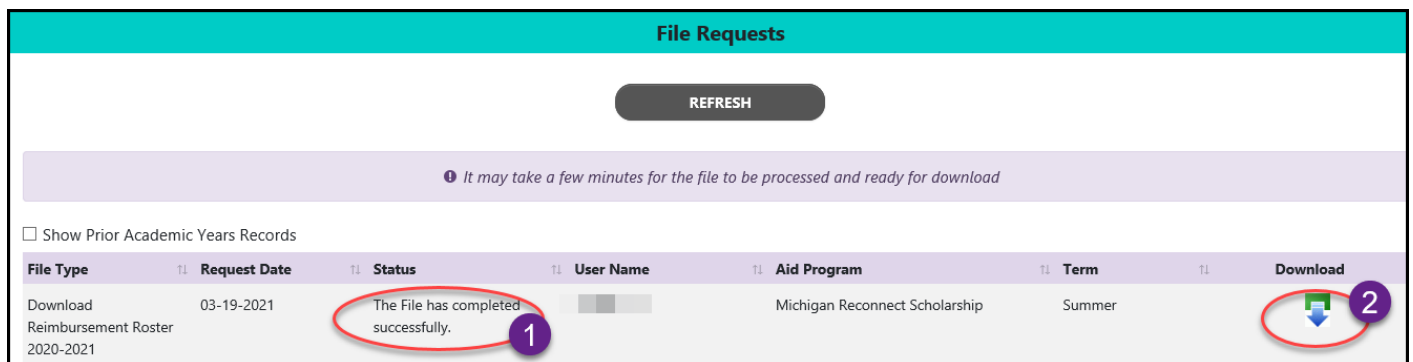 File Requests
REFRESH
It may take a few minutes for the file to be processed and ready for download
Show Prior Academic Years Records
File Type Request Date Status User Name Aid Program Term Download
Download 03-19-2021 The File has completed Michigan Reconnect Scholarship Summer 2
Reimbursement Roster successfully. 1
2020-2021